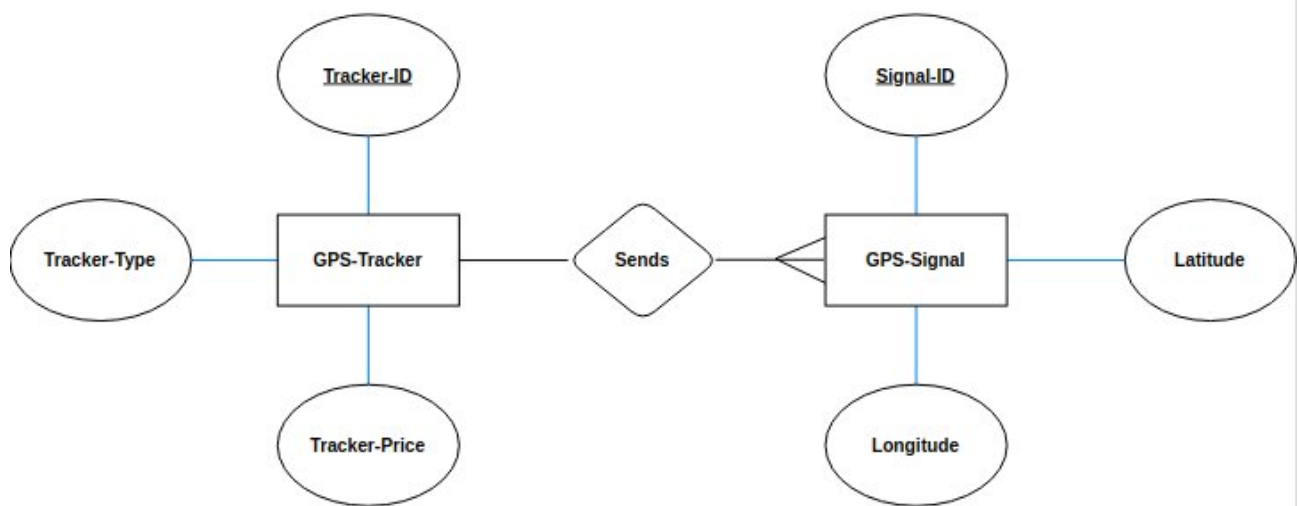 Tracker-ID
Signal-ID
Tracker-Type
GPS-Tracker
Sends
GPS-Signal
Latitude
Tracker-Price
Longitude